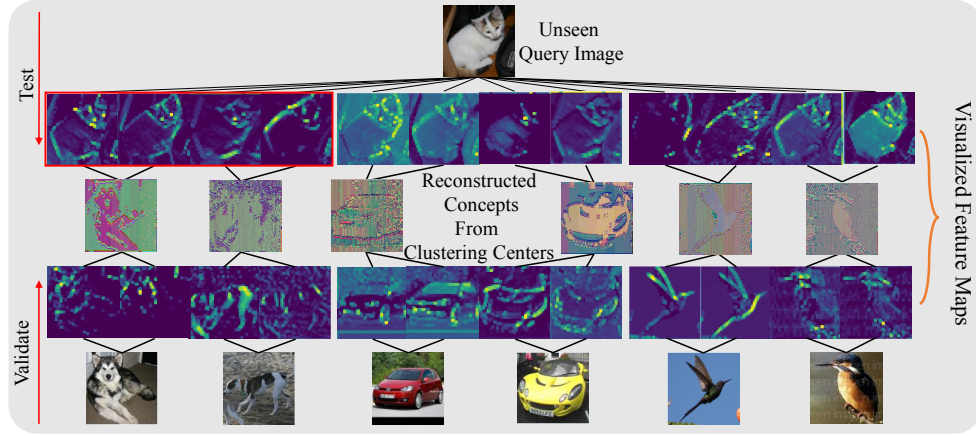 Unseen
Query Image
Test
Reconstructed
Concepts
From
Clustering Centers
Visualized Feature Maps
Validate